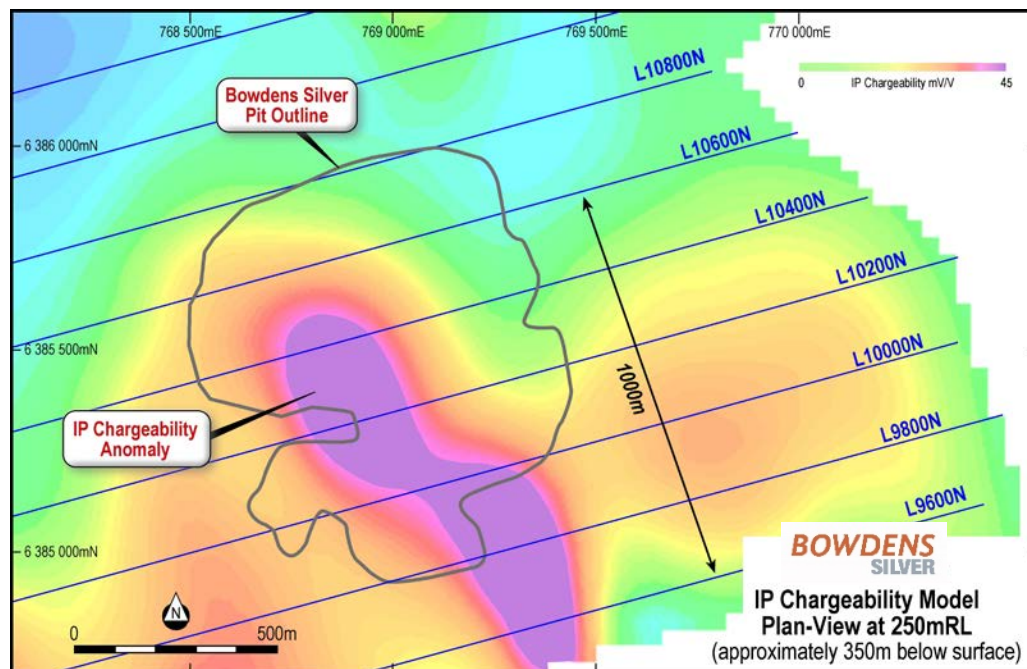 768 500mE
769 000mE
769 500mE
770 000mE
0
IP Chargeability mV/V
45
L10800N
Bowdens Silver
Pit Outline
6 386 000mN
L10600N
L10400N
L10200N
6 385 500mN
L10000N
1000m
IP Chargeability
Anomaly
L9800N
L9600N
6 385 000mN
BOWDENS
SILVER
N
IP Chargeability Model
Plan-View at 250mRL
(approximately 350m below surface)
0
500m